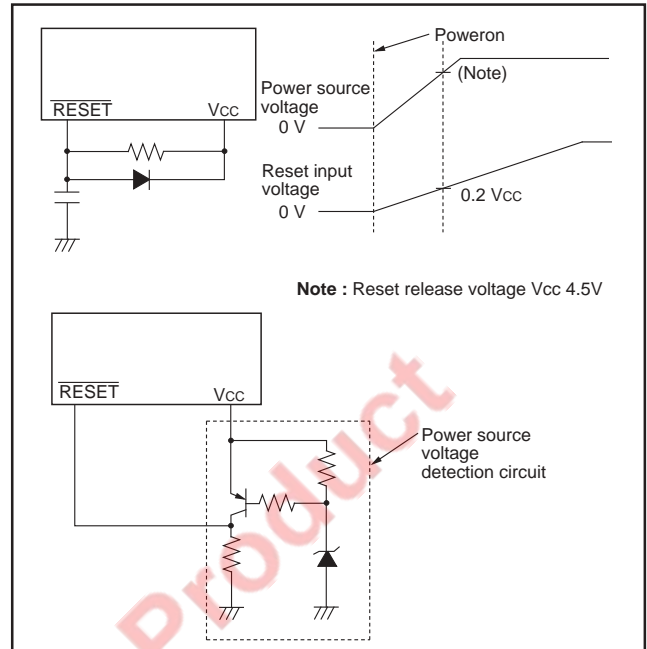 Poweron
RESET
VCC
Power source
voltage
0 V
(Note)
Reset input
voltage
0 V
0.2 VCC
Note : Reset release voltage Vcc 4.5V
RESET
VCC
Power source
voltage
detection circuit
Product